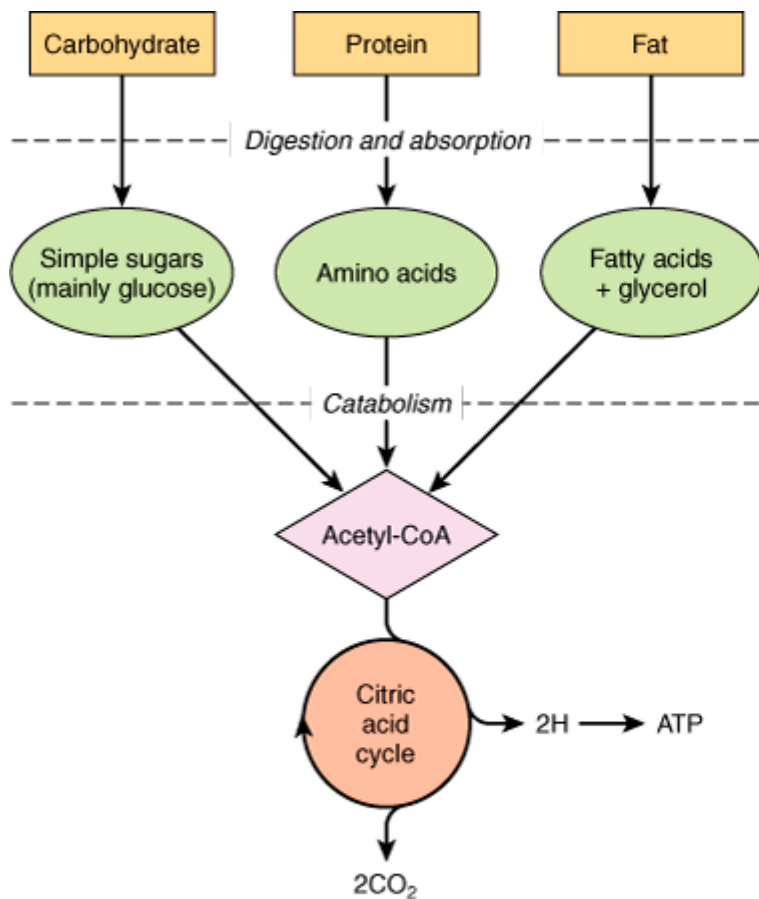 Carbohydrate
Protein
Fat
Digestion and absorption
Simple sugars
(mainly glucose)
Amino acids
Fatty acids
+ glycerol
Catabolism
Acetyl-CoA
Citric
acid
cycle
2H
ATP
2CO₂